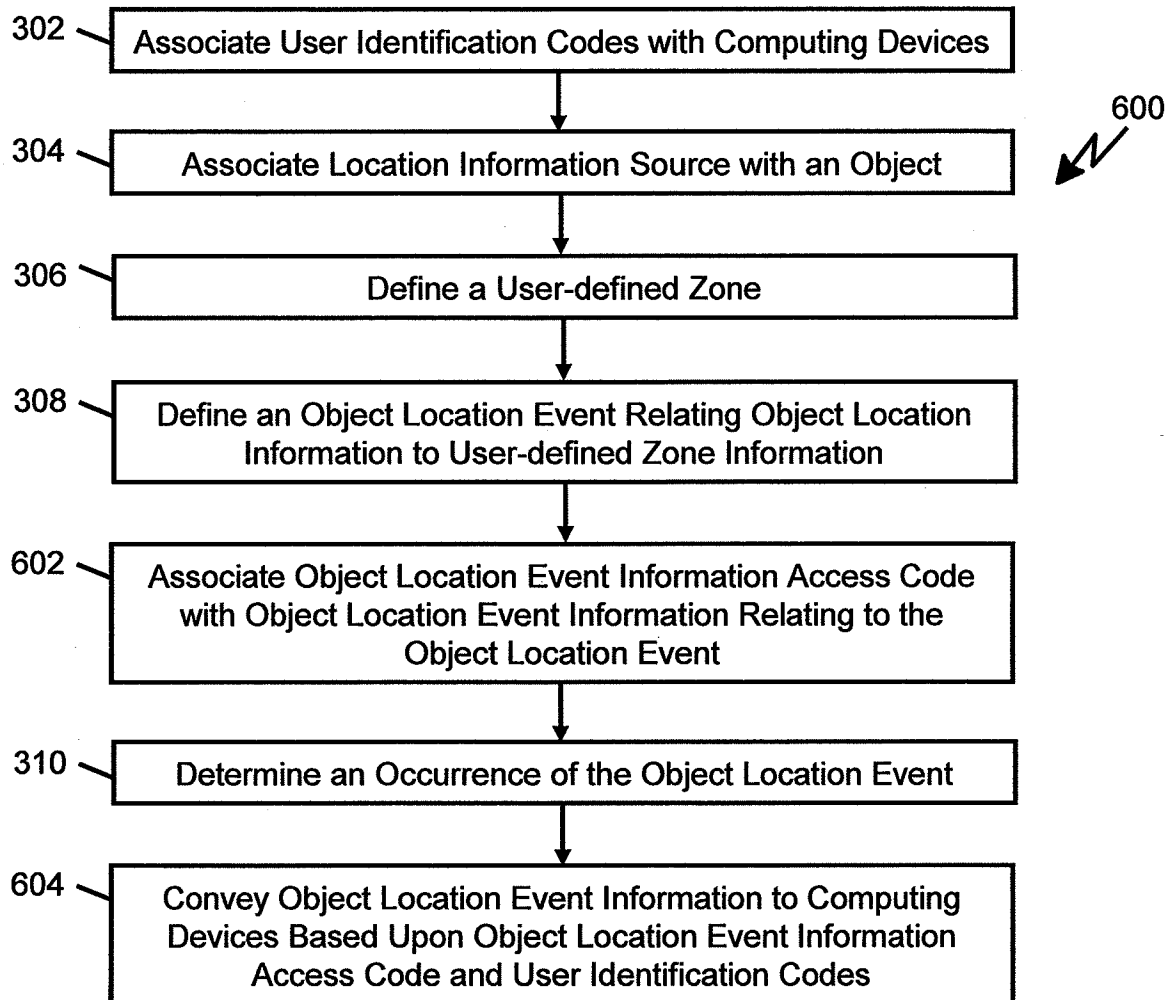 302
Associate User Identification Codes with Computing Devices
600
304
Associate Location Information Source with an Object
306
Define a User-defined Zone
308
Define an Object Location Event Relating Object Location
Information to User-defined Zone Information
602
Associate Object Location Event Information Access Code
with Object Location Event Information Relating to the
Object Location Event
310
Determine an Occurrence of the Object Location Event
604
Convey Object Location Event Information to Computing
Devices Based Upon Object Location Event Information
Access Code and User Identification Codes